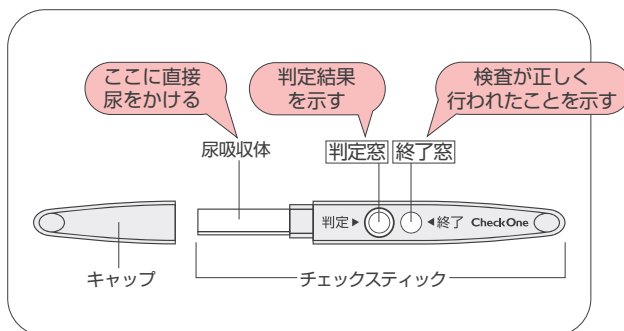 ここに直接
尿をかける
判定結果
を示す
検査が正しく
行われたことを示す
尿吸収体
判定窓
終了窓
判定▶
◀終了 CheckOne
キャップ
チェックスティック